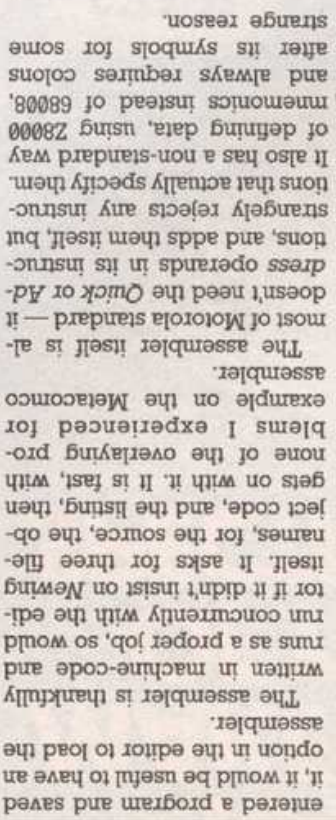 entered a program and saved
it, it would be useful to have an
option in the editor to load the
assembler.
The assembler is thankfully
written in machine-code and
runs as a proper job, so would
run concurrently with the edi-
tor if it didn't insist on Newing
itself. It asks for three file-
names, for the source, the ob-
ject code, and the listing, then
gets on with it. It is fast, with
none of the overlaying pro-
blems I experienced for
example on the Metacomco
assembler.
The assembler itself is al-
most of Motorola standard — it
doesn't need the Quick or Ad-
dress operands in its instruc-
tions, and adds them itself, but
strangely rejects any instruc-
tions that actually specify them.
It also has a non-standard way
of defining data, using Z8000
mnemonics instead of 68008,
and always requires colons
after its symbols for some
strange reason.